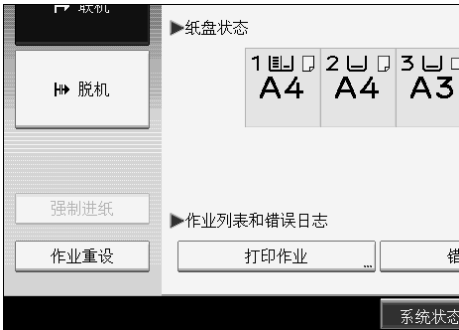 联机
▶纸盘状态
1 2 3
A4 A4 A3
脱机
强制进纸
▶作业列表和错误日志
作业重设
打印作业 ...
错
系统状态